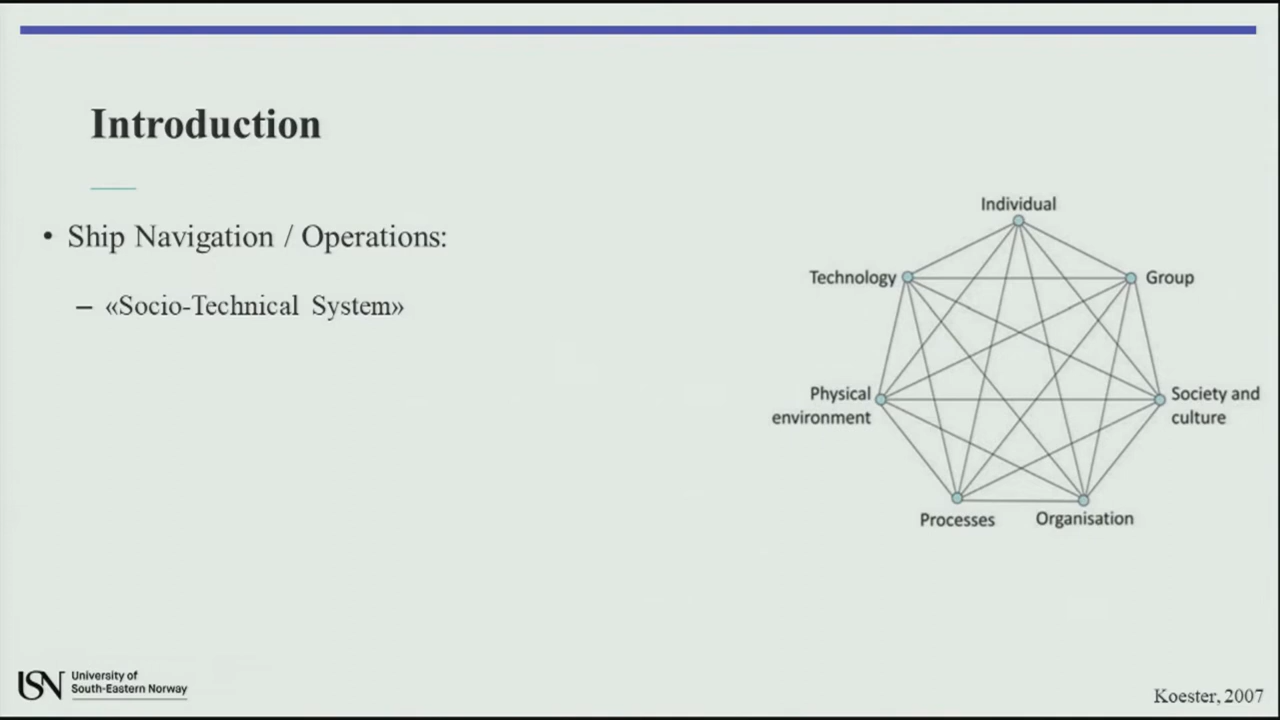 Introduction
• Ship Navigation / Operations:
– «Socio-Technical System»
Individual
Technology
Group
Physical
environment
Society and
culture
Processes
Organisation
USN
University of
South-Eastern Norway
Koester, 2007